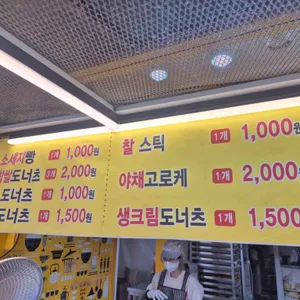 소세지빵 1개 1,000원
찹쌀도너츠 3개 2,000원
도너츠 1개 1,000원
도너츠 1개 1,500원
찰 스틱 1개 1,000원
야채고로케 1개 2,000원
생크림도너츠 1개 1,500